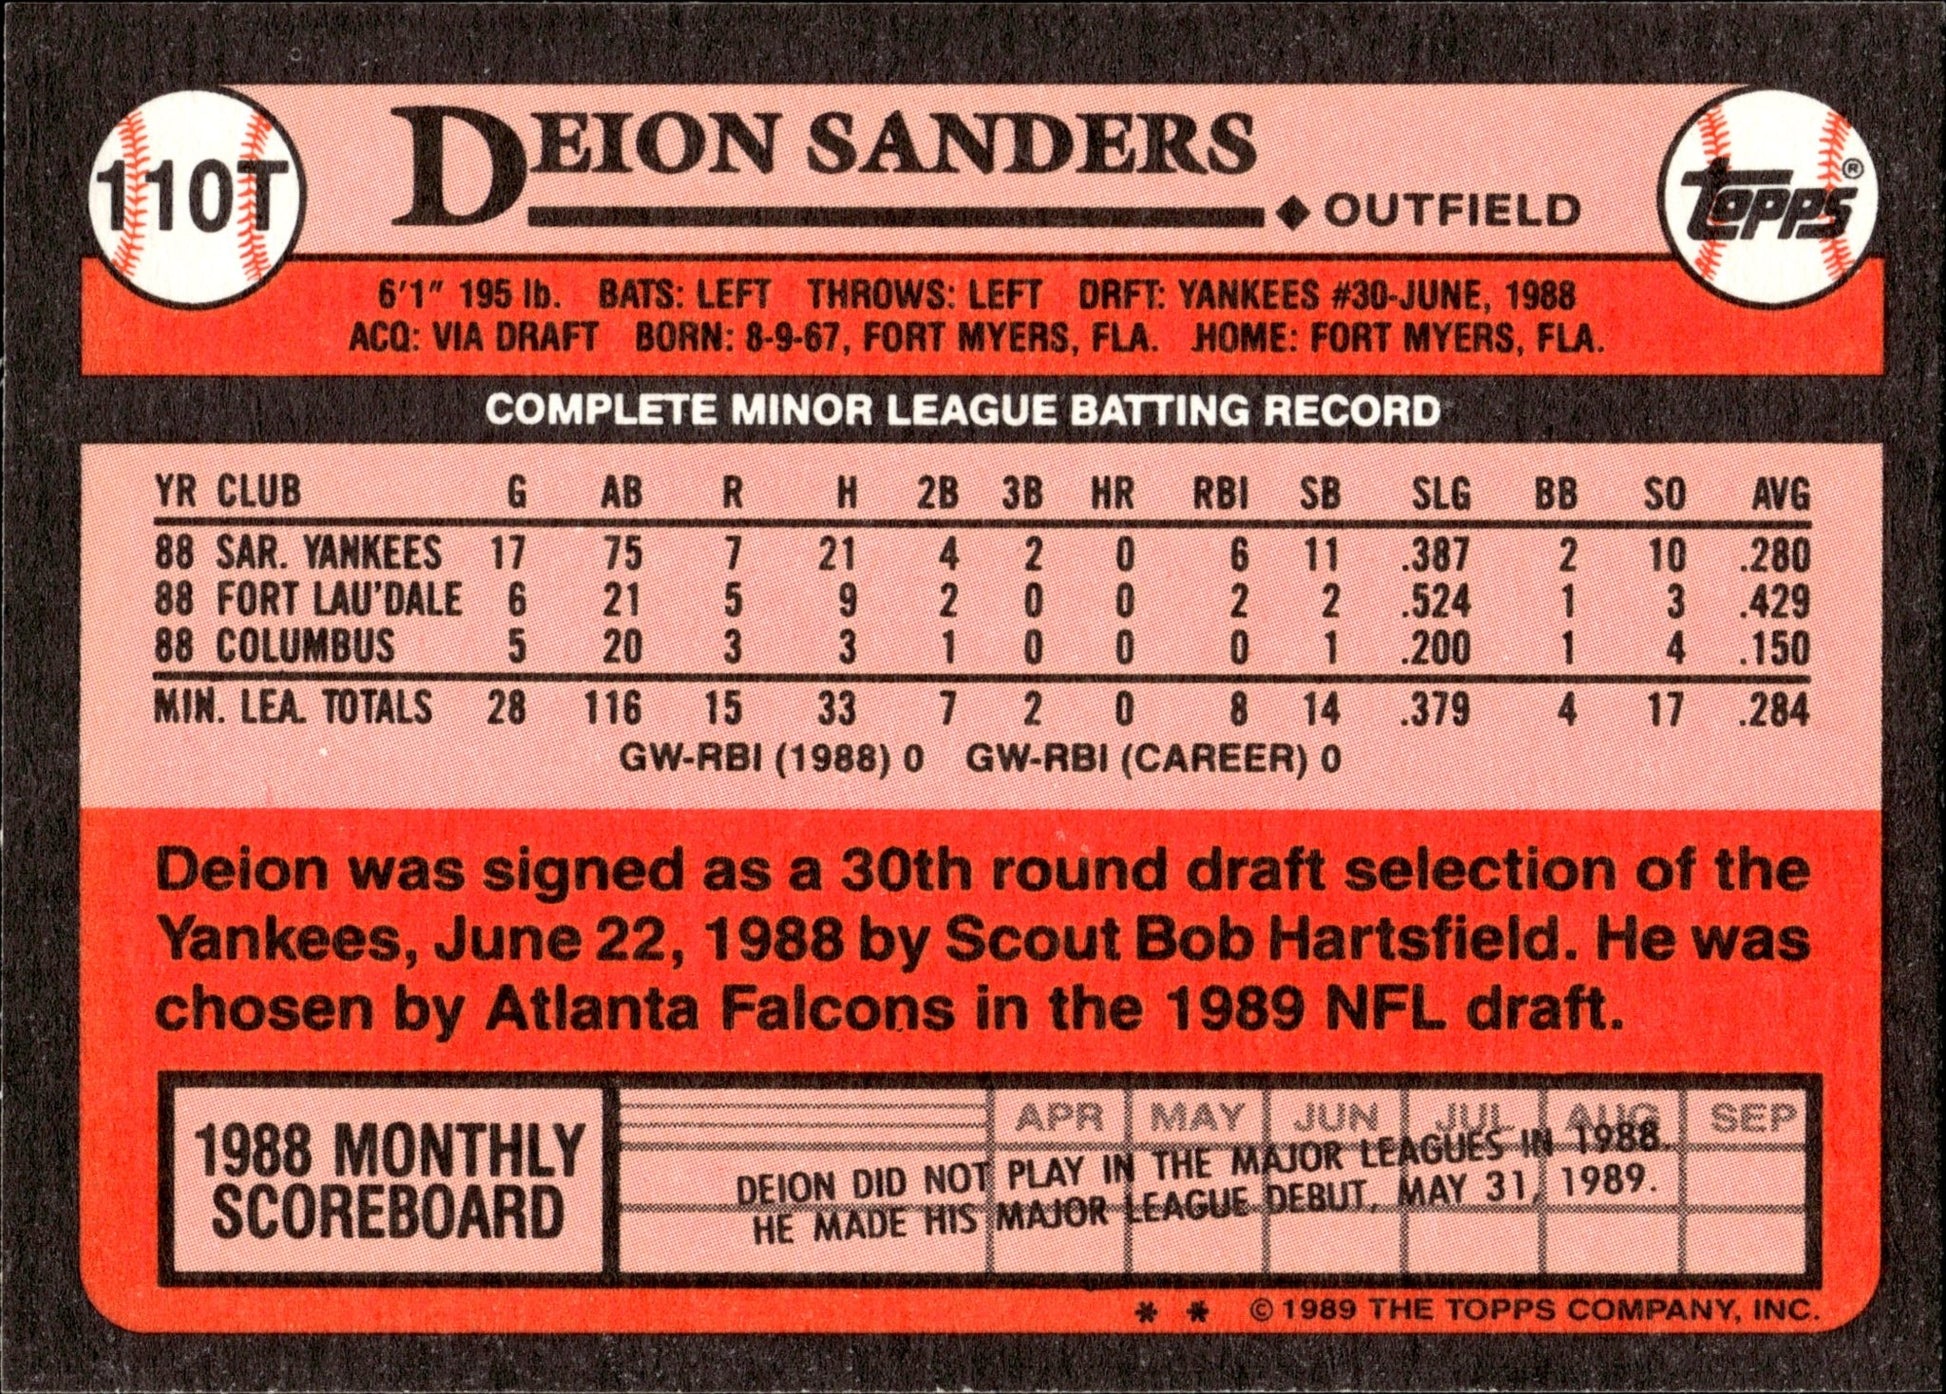 110T
DEION SANDERS
◆ OUTFIELD
TOPPS®
6'1" 195 lb. BATS: LEFT THROWS: LEFT DRFT: YANKEES #30-JUNE, 1988
ACQ: VIA DRAFT BORN: 8-9-67, FORT MYERS, FLA. HOME: FORT MYERS, FLA.
COMPLETE MINOR LEAGUE BATTING RECORD
YR CLUB G AB R H 2B 3B HR RBI SB SLG BB SO AVG
88 SAR. YANKEES 17 75 7 21 4 2 0 6 11 .387 2 10 .280
88 FORT LAU'DALE 6 21 5 9 2 0 0 2 2 .524 1 3 .429
88 COLUMBUS 5 20 3 3 1 0 0 0 1 .200 1 4 .150
MIN. LEA. TOTALS 28 116 15 33 7 2 0 8 14 .379 4 17 .284
GW-RBI (1988) 0 GW-RBI (CAREER) 0
Deion was signed as a 30th round draft selection of the
Yankees, June 22, 1988 by Scout Bob Hartsfield. He was
chosen by Atlanta Falcons in the 1989 NFL draft.
1988 MONTHLY
SCOREBOARD
APR MAY JUN JUL AUG SEP
DEION DID NOT PLAY IN THE MAJOR LEAGUES IN 1988.
HE MADE HIS MAJOR LEAGUE DEBUT, MAY 31, 1989.
* * © 1989 THE TOPPS COMPANY, INC.